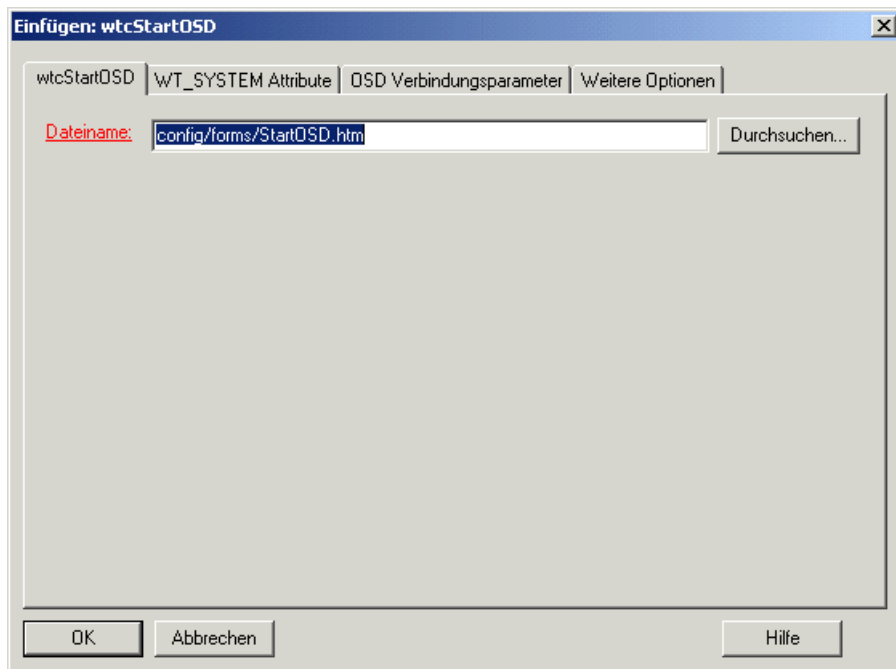 Einfügen: wtcStartOSD
wtcStartOSD WT_SYSTEM Attribute OSD Verbindungsparameter Weitere Optionen
Dateiname: config/forms/StartOSD.htm Durchsuchen...
OK Abbrechen Hilfe